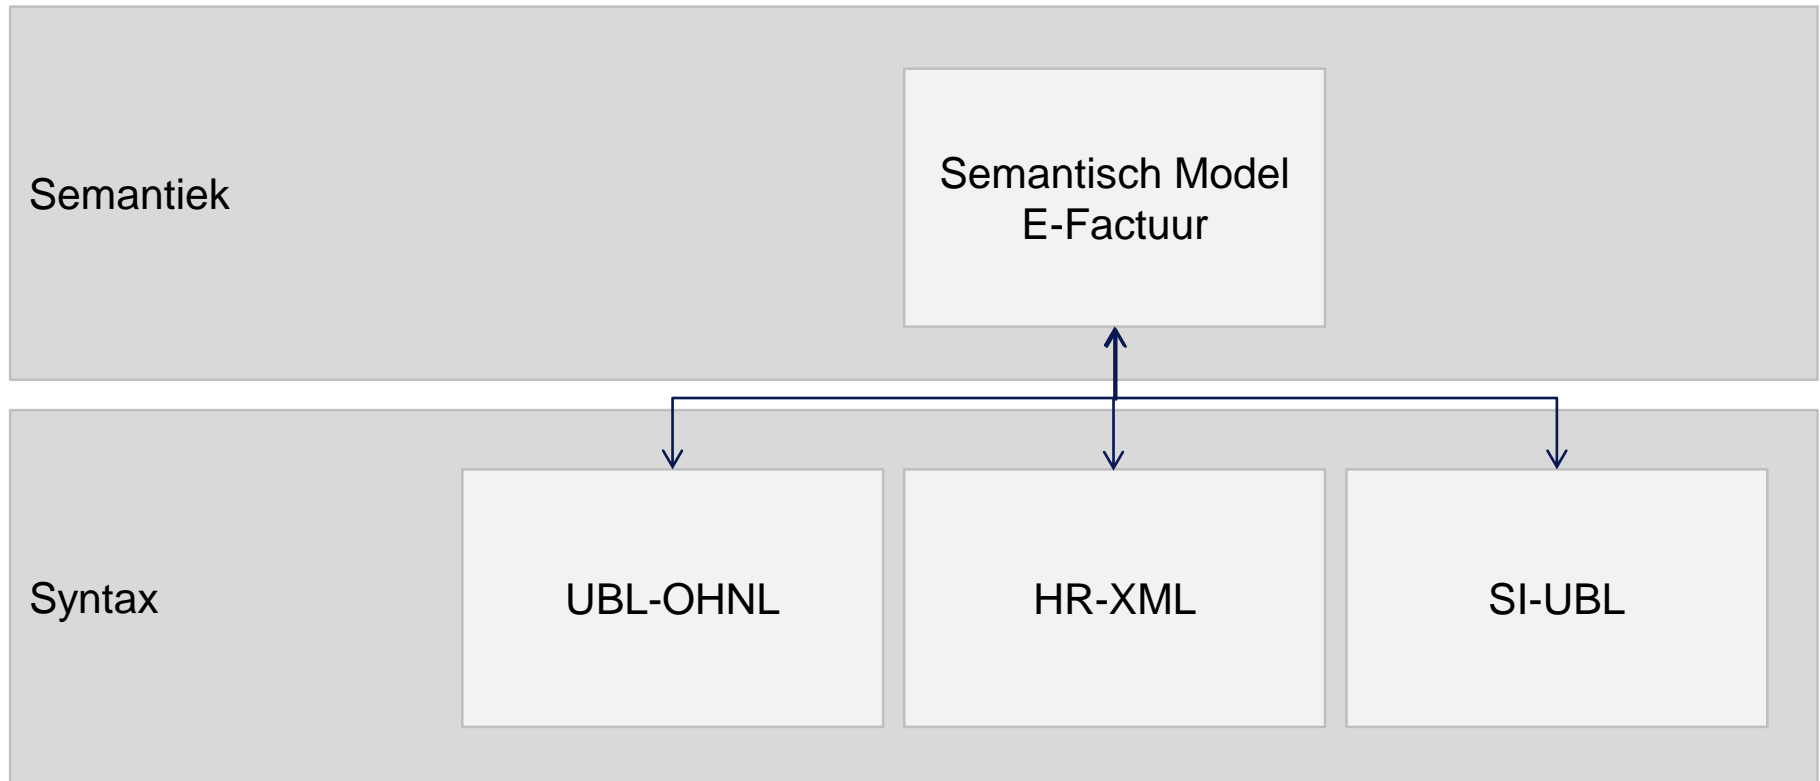 Semantiek
Semantisch Model
E-Factuur
Syntax
UBL-OHNL
HR-XML
SI-UBL